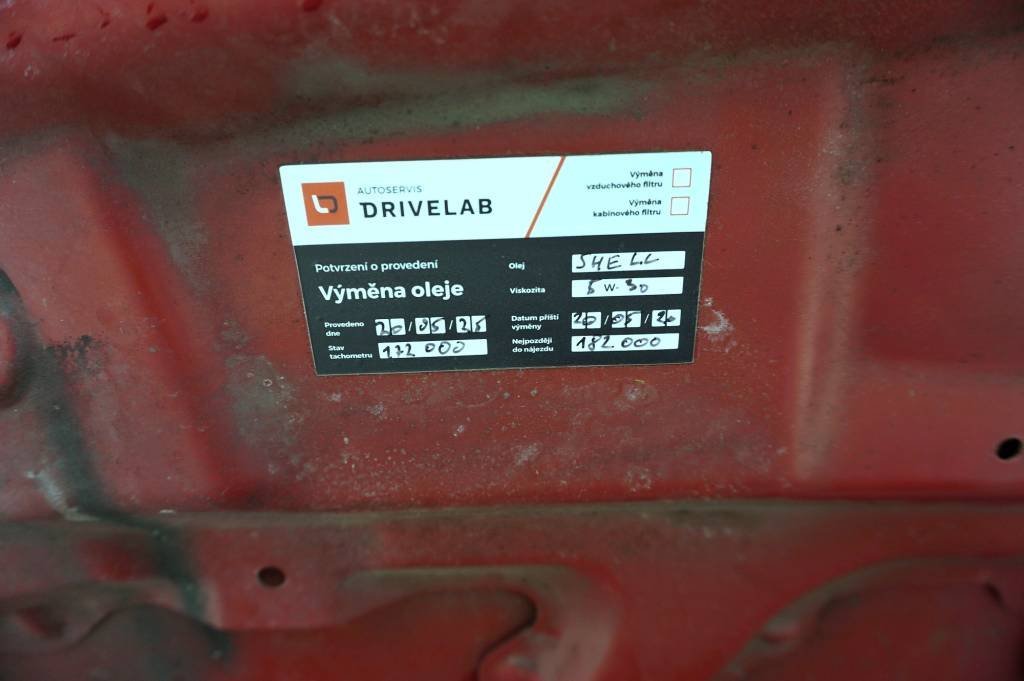 AUTOSERVIS
DRIVELAB
Výměna
vzduchového filtru
Výměna
kabinového filtru
Potvrzení o provedení
Výměna oleje
Provedeno
dne 20/05/25
Stav
tachometru 172 000
Olej SHELL
Viskozita 5 W-30
Datum příští
výměny 20/05/26
Nejpozději
do nájezdu 182.000